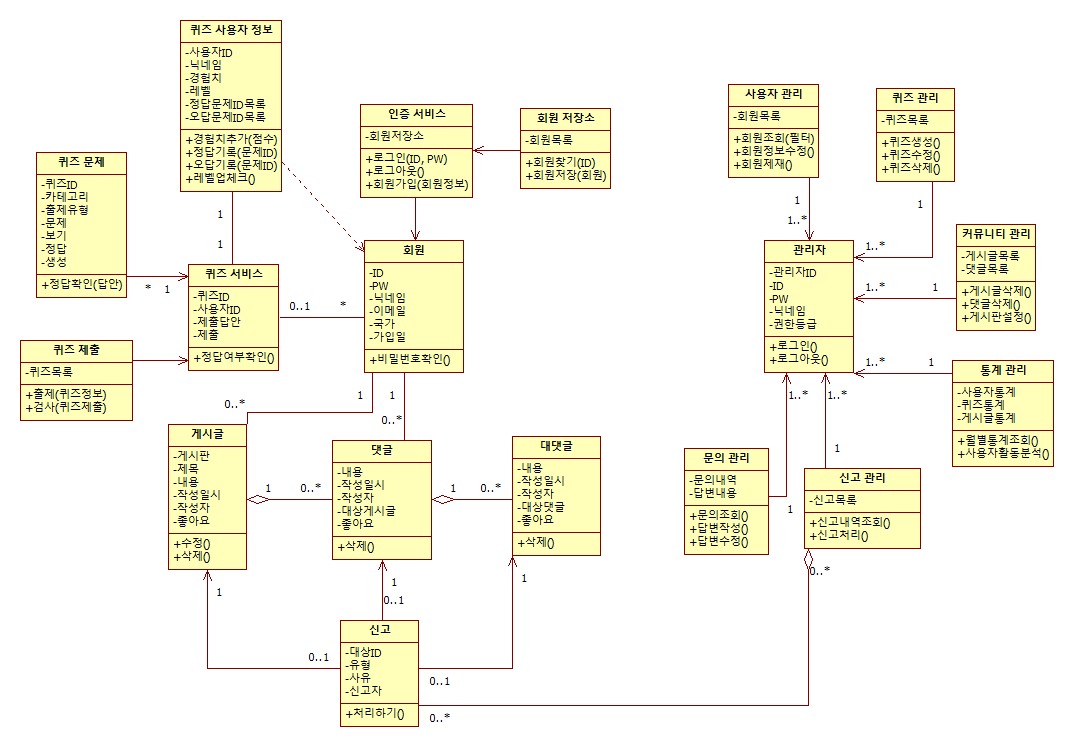 퀴즈 사용자 정보
-사용자ID
-닉네임
-경험치
-레벨
-정답문제ID목록
-오답문제ID목록
+경험치추가(점수)
+정답기록(문제ID)
+오답기록(문제ID)
+레벨업체크()
인증 서비스
-회원저장소
+로그인(ID, PW)
+로그아웃()
+회원가입(회원정보)
회원 저장소
-회원목록
+회원찾기(ID)
+회원저장(회원)
사용자 관리
-회원목록
+회원조회(필터)
+회원정보수정()
+회원제재()
퀴즈 관리
-퀴즈목록
+퀴즈생성()
+퀴즈수정()
+퀴즈삭제()
퀴즈 문제
-퀴즈ID
-카테고리
-출제유형
-문제
-보기
-정답
-생성
+정답확인(답안)
1
1
* 1
퀴즈 서비스
-퀴즈ID
-사용자ID
-제출답안
-제출
+정답여부확인()
0..1 *
회원
-ID
-PW
-닉네임
-이메일
-국가
-가입일
+비밀번호확인()
1
1..*
1
1..*
관리자
-관리자ID
-ID
-PW
-닉네임
-권한등급
+로그인()
+로그아웃()
커뮤니티 관리
-게시글목록
-댓글목록
+게시글삭제()
+댓글삭제()
+게시판설정()
1..* 1
퀴즈 제출
-퀴즈목록
+출제(퀴즈정보)
+검사(퀴즈제출)
1..* 1
통계 관리
-사용자통계
-퀴즈통계
-게시글통계
+월별통계조회()
+사용자활동분석()
0..* 1 1
0..*
1..* 1..*
게시글
-게시판
-제목
-내용
-작성일시
-작성자
-좋아요
+수정()
+삭제()
1 0..*
댓글
-내용
-작성일시
-작성자
-대상게시글
-좋아요
+삭제()
1 0..*
대댓글
-내용
-작성일시
-작성자
-대상댓글
-좋아요
+삭제()
문의 관리
-문의내역
-답변내용
+문의조회()
+답변작성()
+답변수정()
1
1
신고 관리
-신고목록
+신고내역조회()
+신고처리()
0..*
1
1
0..1
1
신고
-대상ID
-유형
-사유
-신고자
+처리하기()
0..1
0..1
0..*